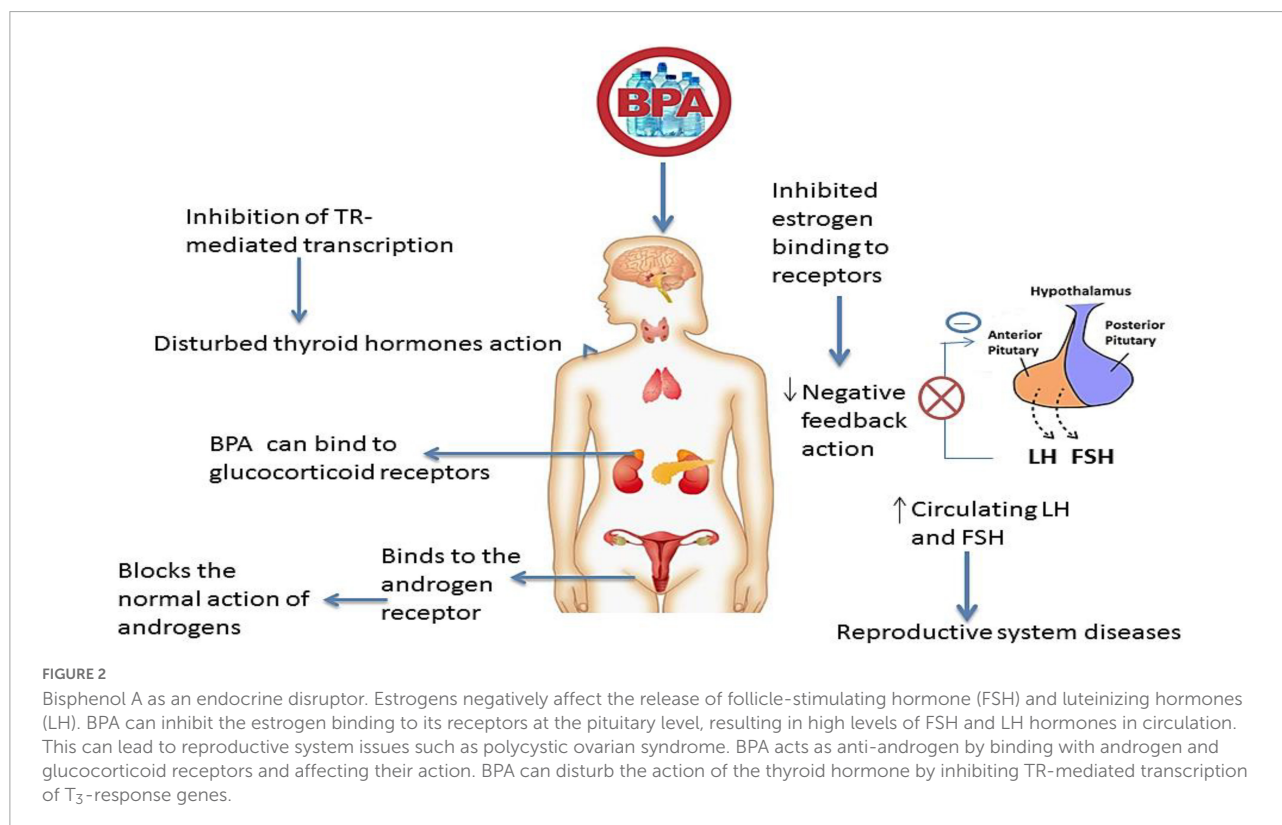 BPA
Inhibition of TR-
mediated transcription
Disturbed thyroid hormones action
BPA can bind to
glucocorticoid receptors
Binds to the
androgen
receptor
Blocks the
normal action of
androgens
Inhibited
estrogen
binding to
receptors
↓ Negative
feedback
action
Hypothalamus
Anterior
Pitutary
Posterior
Pitutary
LH FSH
↑ Circulating LH
and FSH
Reproductive system diseases
FIGURE 2
Bisphenol A as an endocrine disruptor. Estrogens negatively affect the release of follicle-stimulating hormone (FSH) and luteinizing hormones
(LH). BPA can inhibit the estrogen binding to its receptors at the pituitary level, resulting in high levels of FSH and LH hormones in circulation.
This can lead to reproductive system issues such as polycystic ovarian syndrome. BPA acts as anti-androgen by binding with androgen and
glucocorticoid receptors and affecting their action. BPA can disturb the action of the thyroid hormone by inhibiting TR-mediated transcription
of T₃-response genes.